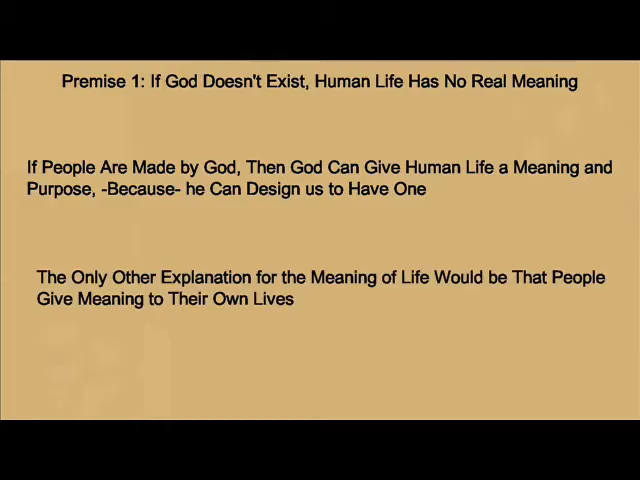 Premise 1: If God Doesn't Exist, Human Life Has No Real Meaning
If People Are Made by God, Then God Can Give Human Life a Meaning and
Purpose, -Because- he Can Design us to Have One
The Only Other Explanation for the Meaning of Life Would be That People
Give Meaning to Their Own Lives